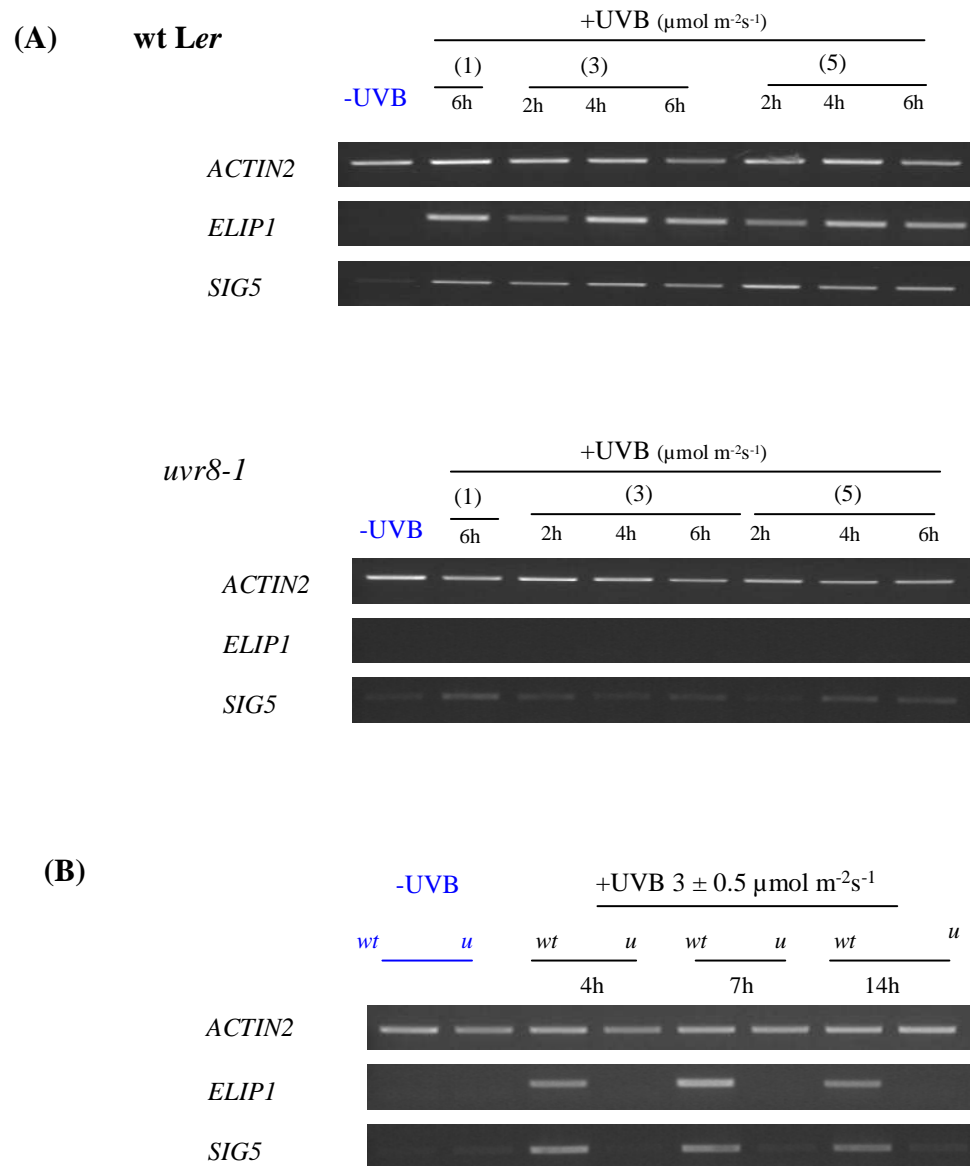 (A) wt Ler
+UVB (µmol m-2s-1)
(1) (3) (5)
-UVB 6h 2h 4h 6h 2h 4h 6h
ACTIN2
ELIP1
SIG5
uvr8-1
+UVB (µmol m-2s-1)
(1) (3) (5)
-UVB 6h 2h 4h 6h 2h 4h 6h
ACTIN2
ELIP1
SIG5
(B)
-UVB +UVB 3 ± 0.5 µmol m-2s-1
wt u wt u wt u wt u
4h 7h 14h
ACTIN2
ELIP1
SIG5